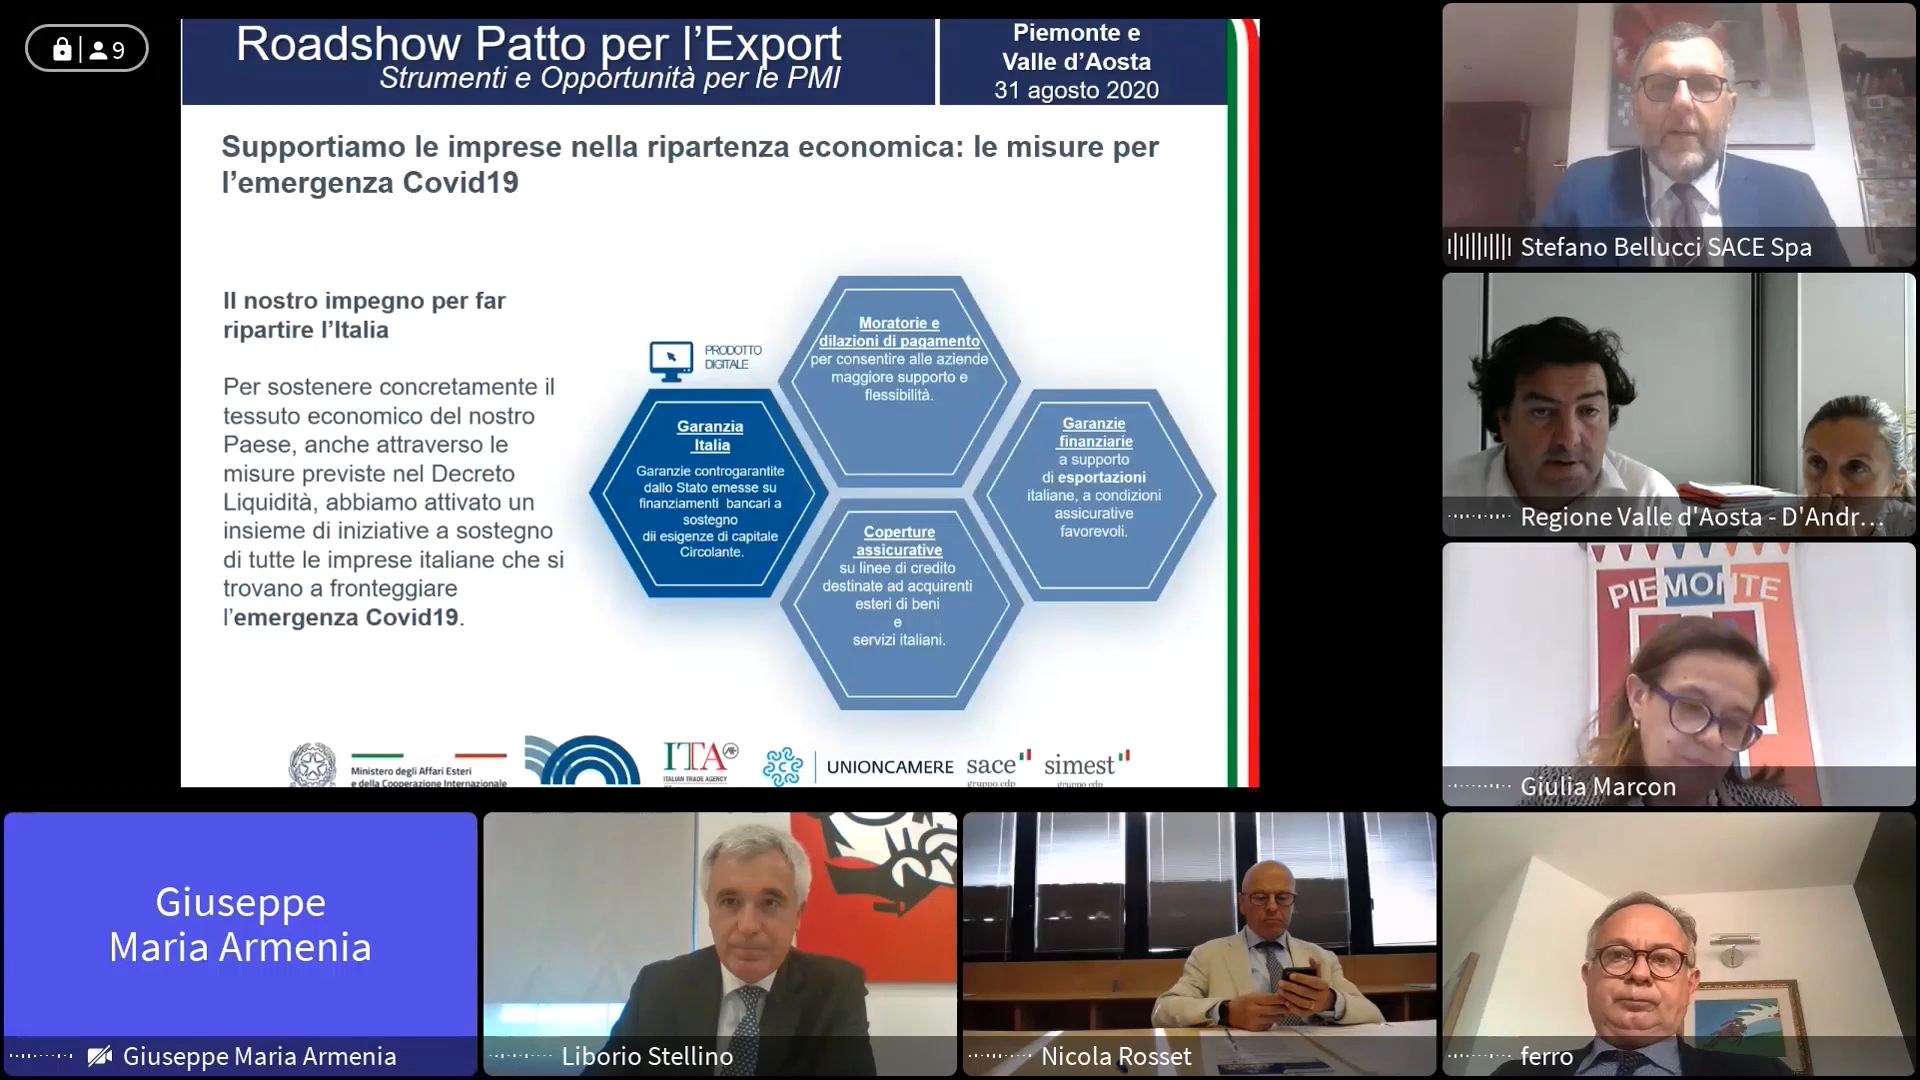 9
Roadshow Patto per l'Export
Strumenti e Opportunità per le PMI
Piemonte e
Valle d'Aosta
31 agosto 2020
Supportiamo le imprese nella ripartenza economica: le misure per
l'emergenza Covid19
Il nostro impegno per far
ripartire l'Italia
Per sostenere concretamente il
tessuto economico del nostro
Paese, anche attraverso le
misure previste nel Decreto
Liquidità, abbiamo attivato un
insieme di iniziative a sostegno
di tutte le imprese italiane che si
trovano a fronteggiare
l'emergenza Covid19.
PRODOTTO
DIGITALE
Garanzia
Italia
Garanzie controgarantite
dallo Stato emesse su
finanziamenti bancari a
sostegno
dii esigenze di capitale
Circolante.
Moratorie e
dilazioni di pagamento
per consentire alle aziende
maggiore supporto e
flessibilità.
Coperture
assicurative
su linee di credito
destinate ad acquirenti
esteri di beni
e
servizi italiani.
Garanzie
finanziarie
a supporto
di esportazioni
italiane, a condizioni
assicurative
favorevoli.
Ministero degli Affari Esteri
e della Cooperazione Internazionale
ITA
ITALIAN TRADE AGENCY
UNIONCAMERE
sace
gruppo cdp
simest
gruppo cdp
Stefano Bellucci SACE Spa
Regione Valle d'Aosta - D'Andr...
PIEMONTE
Giulia Marcon
Giuseppe
Maria Armenia
Giuseppe Maria Armenia
Liborio Stellino
Nicola Rosset
ferro